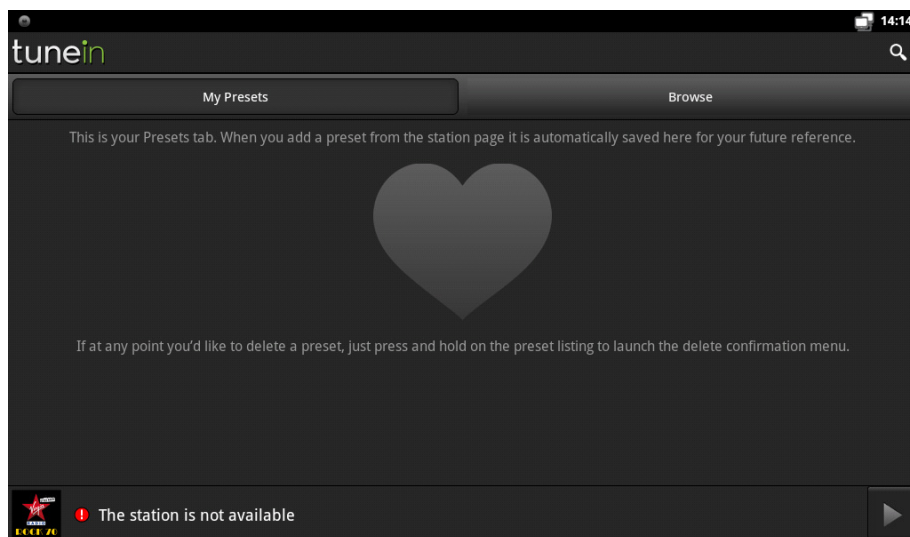 14:14
tunein
My Presets
Browse
This is your Presets tab. When you add a preset from the station page it is automatically saved here for your future reference.
If at any point you’d like to delete a preset, just press and hold on the preset listing to launch the delete confirmation menu.
Virgin
RADIO
ROCK 70
The station is not available